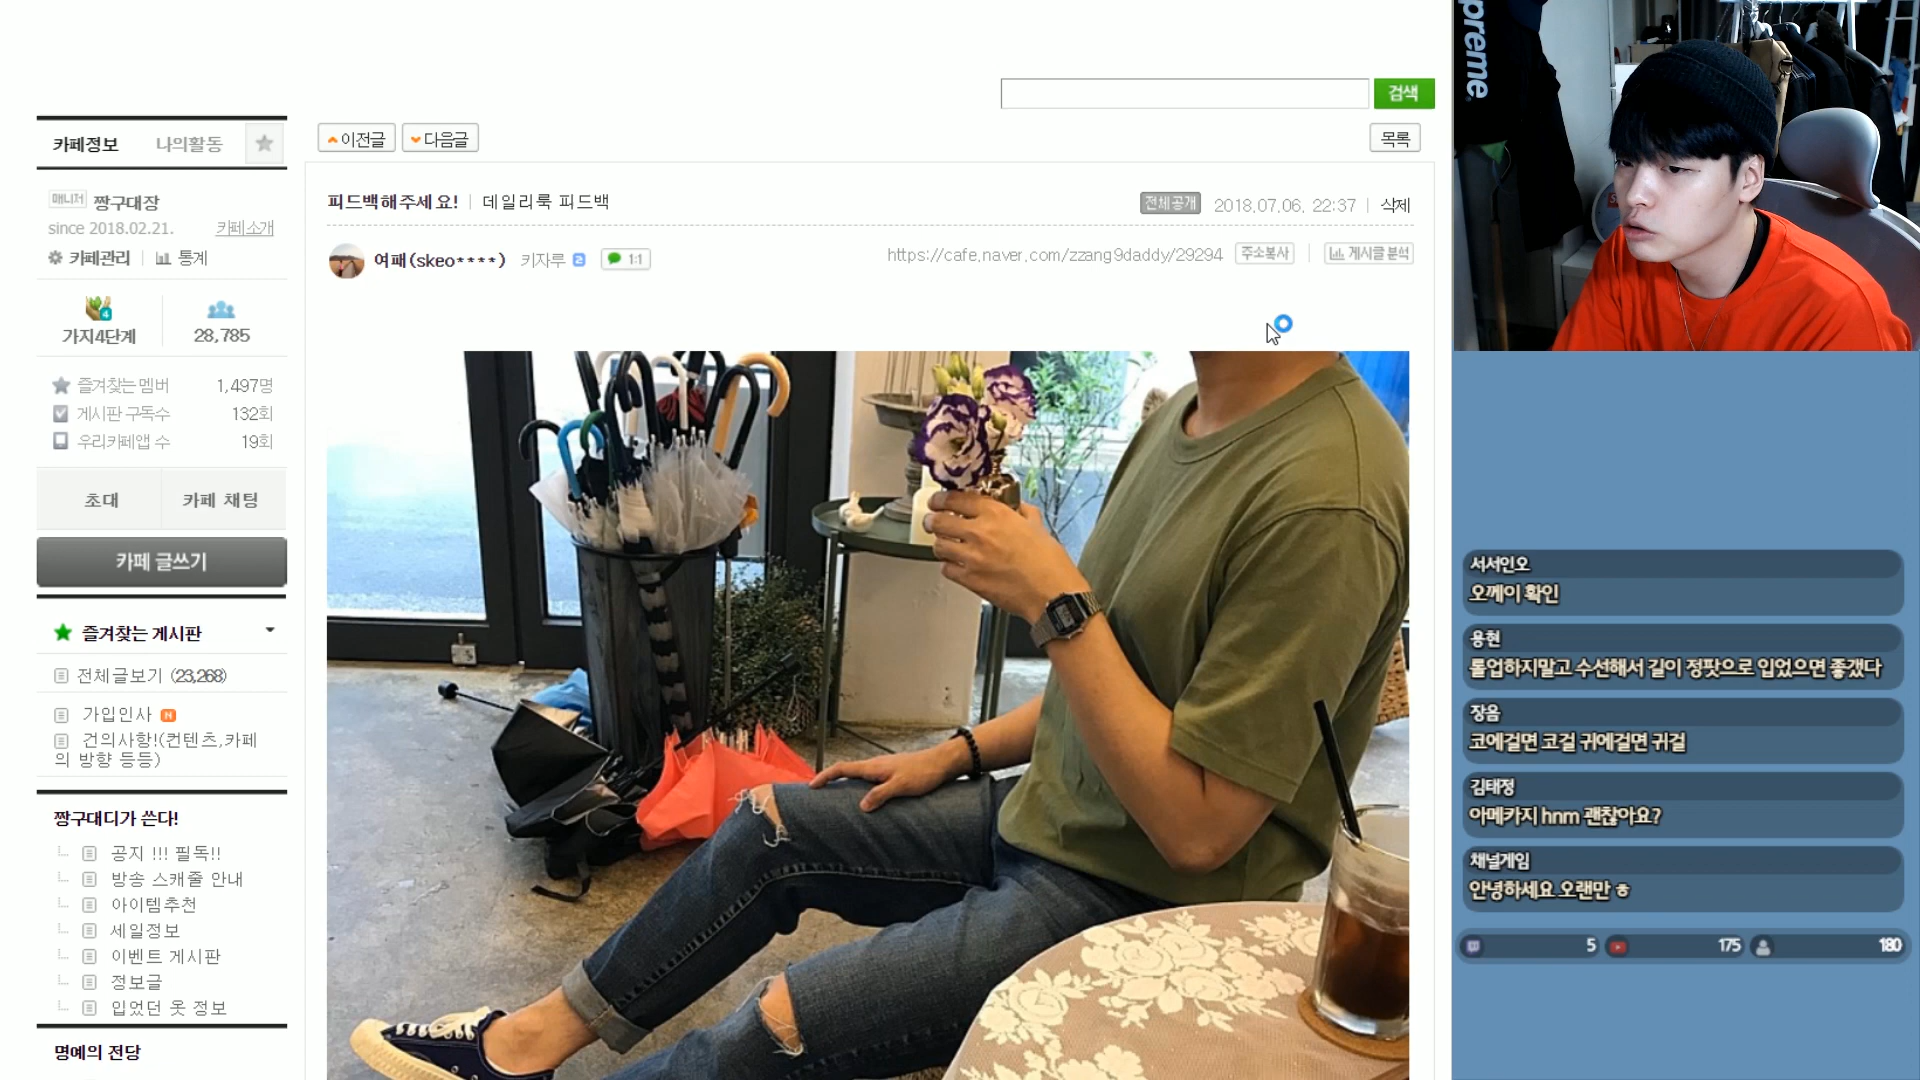 검색
카페정보 나의활동
이전글 다음글 목록
매니저 짱구대장
since 2018.02.21. 카페소개
카페관리 통계
가지4단계 28,785
즐겨찾는 멤버 1,497명
게시판 구독수 132회
우리카페앱 수 19회
초대 카페 채팅
카페 글쓰기
즐겨찾는 게시판
전체글보기 (23,268)
가입인사 N
건의사항!(컨텐츠,카페
의 방향 등등)
짱구대디가 쓴다!
공지 !!! 필독!!
방송 스캐줄 안내
아이템추천
세일정보
이벤트 게시판
정보글
입었던 옷 정보
명예의 전당
피드백해주세요! 데일리룩 피드백 전체공개 2018.07.06. 22:37 삭제
여패(skeo****) 키자루 2 1:1 https://cafe.naver.com/zzang9daddy/29294 주소복사 게시글 분석
preme
서서인오
오께이 확인
용현
롤업하지말고 수선해서 길이 정팟으로 입었으면 좋갰다
장음
코에걸면 코걸 귀에걸면 귀걸
김태정
아메카지 hnm 괜찮아요?
채널게임
안녕하세요 오랜만 ㅎ
5 175 180